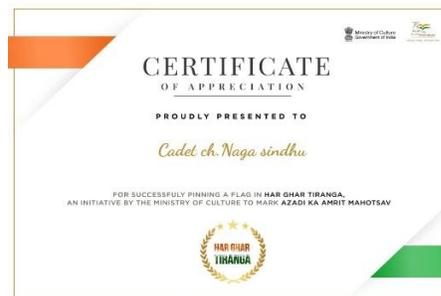 Ministry of Culture
Government of India
CERTIFICATE
OF APPRECIATION
PROUDLY PRESENTED TO
Cadet ch.Naga sindhu
FOR SUCCESSFULY PINNING A FLAG IN HAR GHAR TIRANGA,
AN INITIATIVE BY THE MINISTRY OF CULTURE TO MARK AZADI KA AMRIT MAHOTSAV
HAR GHAR
TIRANGA